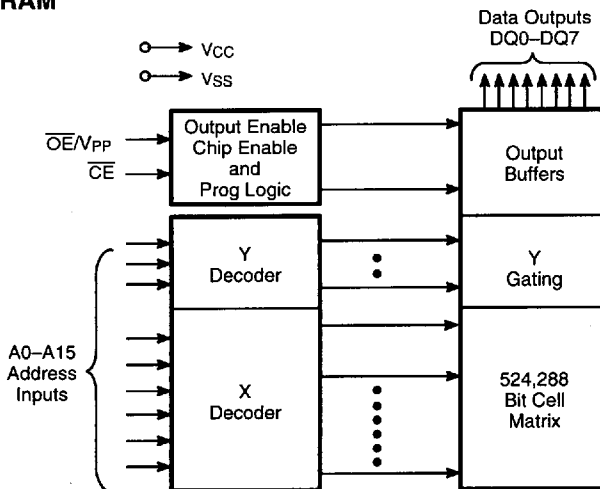 RAM
Data Outputs
DQ0–DQ7
VCC
VSS
OE/VPP
CE
Output Enable
Chip Enable
and
Prog Logic
Output
Buffers
Y
Decoder
Y
Gating
A0–A15
Address
Inputs
X
Decoder
524,288
Bit Cell
Matrix